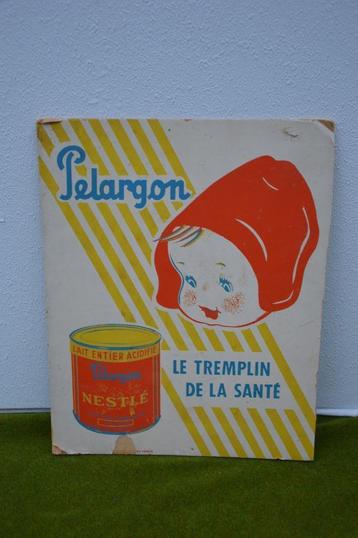 Pelargon
LAIT ENTIER ACIDIFIÉ
Pelargon
NESTLÉ
LE TREMPLIN
DE LA SANTÉ